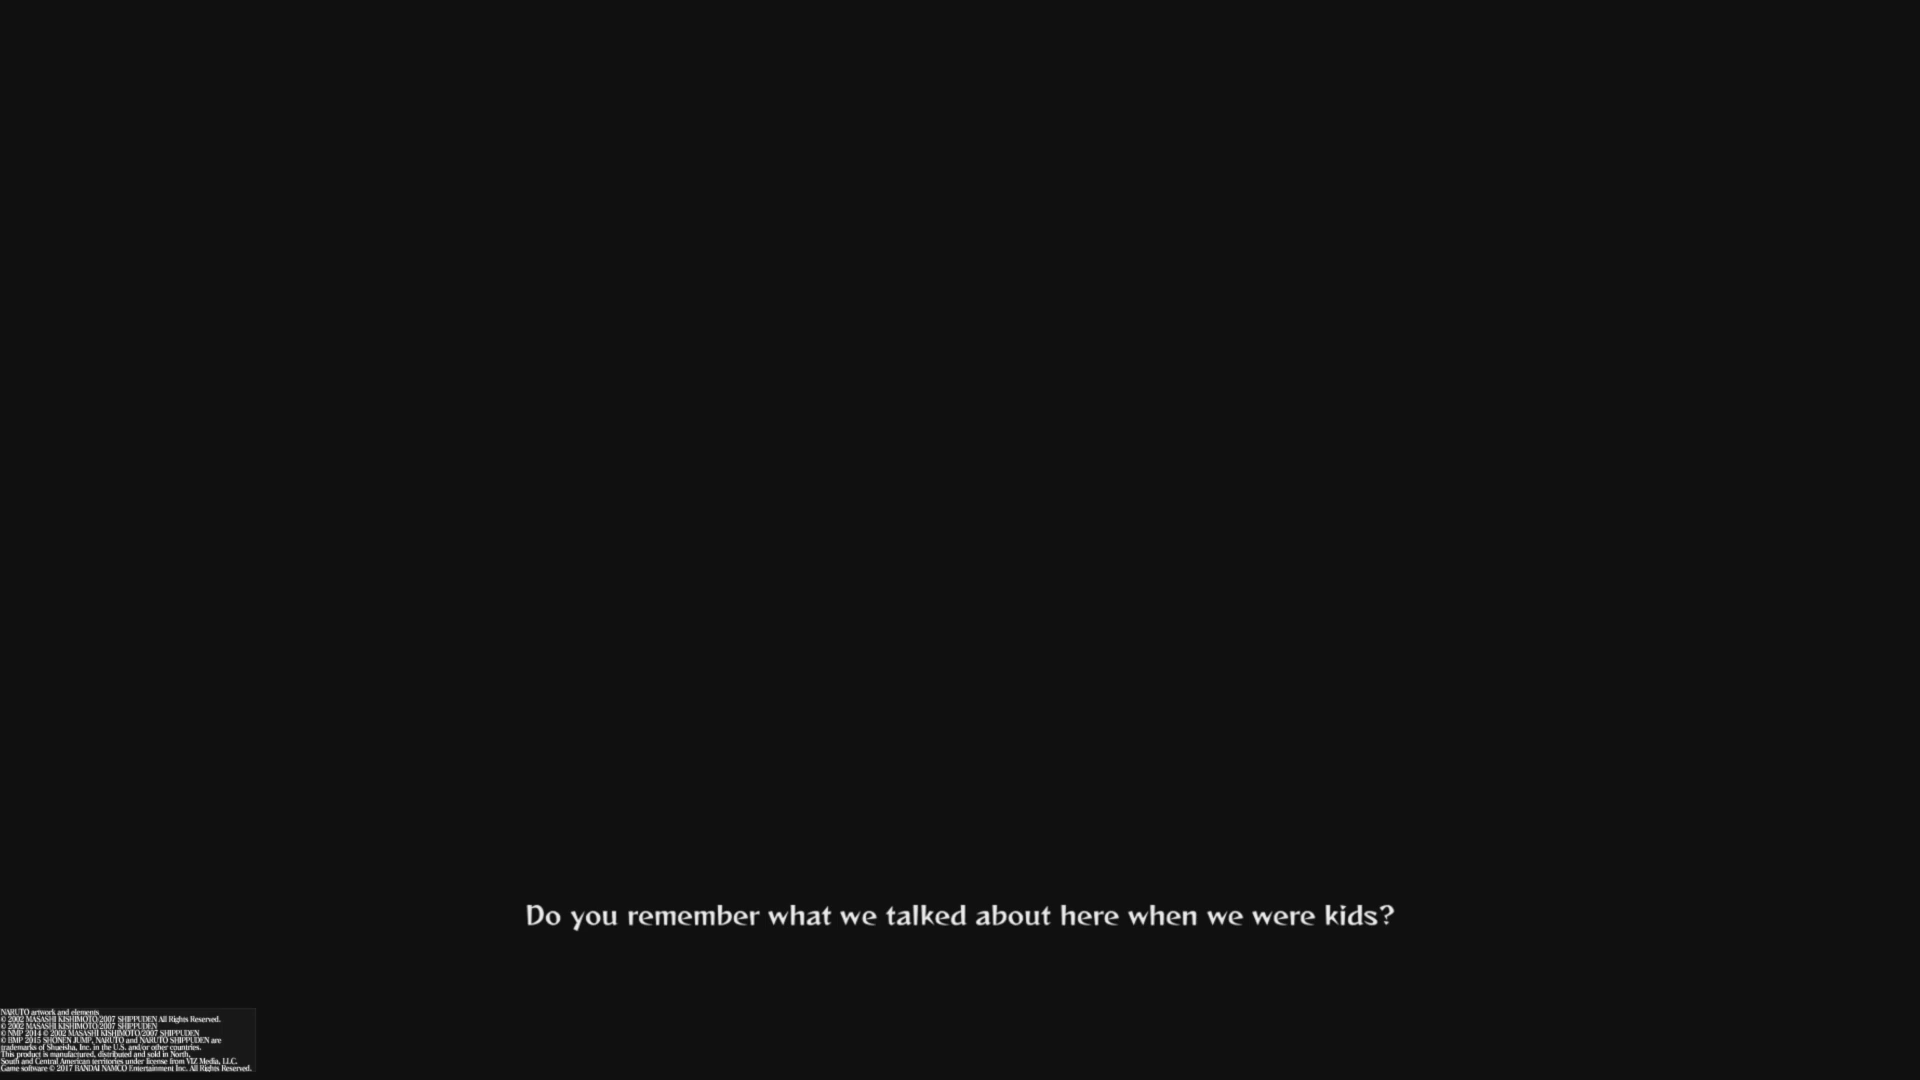 Do you remember what we talked about here when we were kids?
NARUTO artwork and elements
© 2002 MASASHI KISHIMOTO/2007 SHIPPUDEN All Rights Reserved.
© 2002 MASASHI KISHIMOTO/2007 SHIPPUDEN
© NMP 2014 © 2002 MASASHI KISHIMOTO/2007 SHIPPUDEN
© BMP 2015 SHONEN JUMP, NARUTO and NARUTO SHIPPUDEN are
trademarks of Shueisha, Inc. in the U.S. and/or other countries.
This product is manufactured, distributed and sold in North,
South and Central American territories under license from VIZ Media, LLC.
Game software © 2017 BANDAI NAMCO Entertainment Inc. All Rights Reserved.